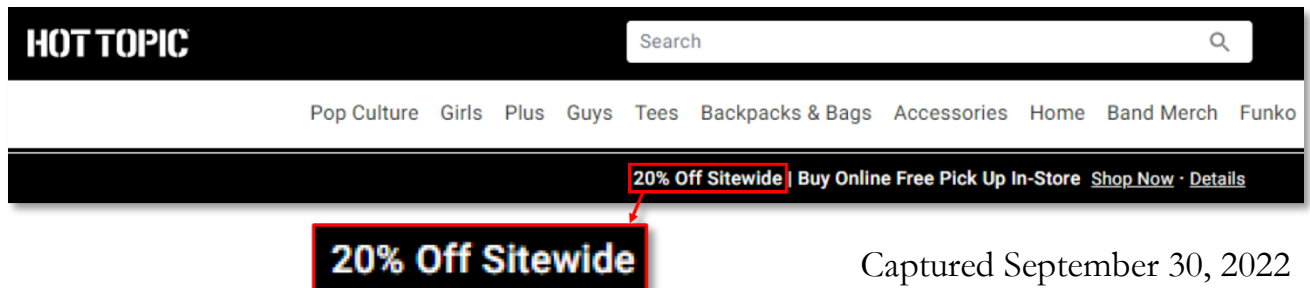 HOT TOPIC
Search
Pop Culture Girls Plus Guys Tees Backpacks & Bags Accessories Home Band Merch Funko
20% Off Sitewide | Buy Online Free Pick Up In-Store Shop Now · Details
20% Off Sitewide
Captured September 30, 2022